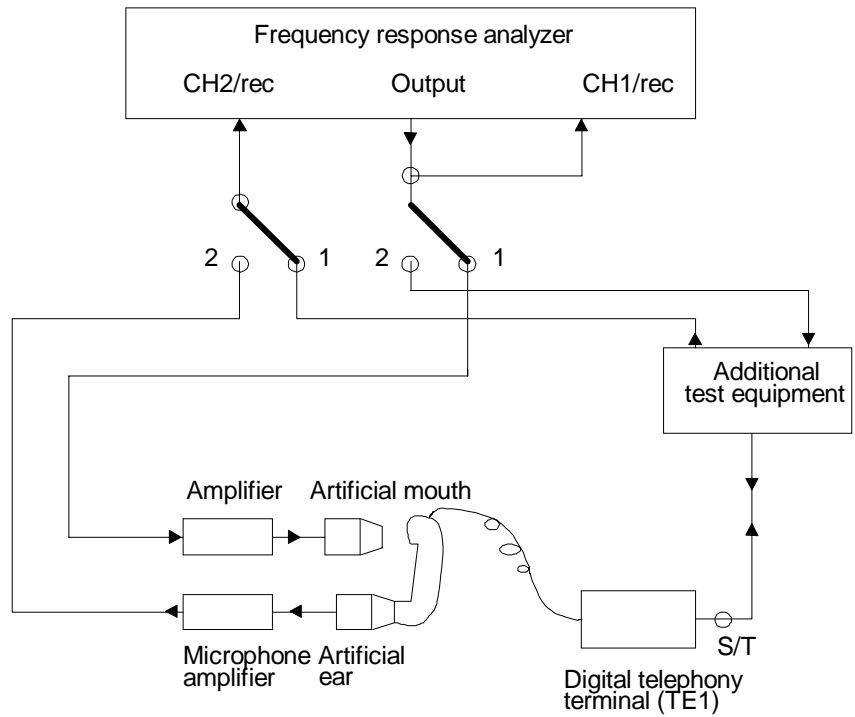 Frequency response analyzer
CH2/rec Output CH1/rec
2 1 2 1
Additional
test equipment
Amplifier Artificial mouth
S/T
Microphone
amplifier
Artificial
ear
Digital telephony
terminal (TE1)